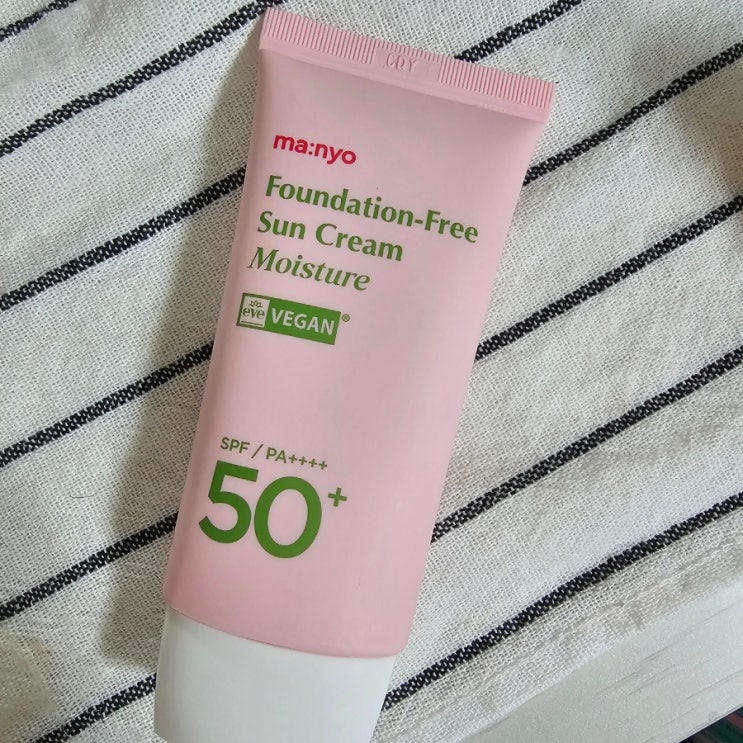 ma:nyo
Foundation-Free
Sun Cream
Moisture
eve VEGAN®
SPF / PA++++
50+